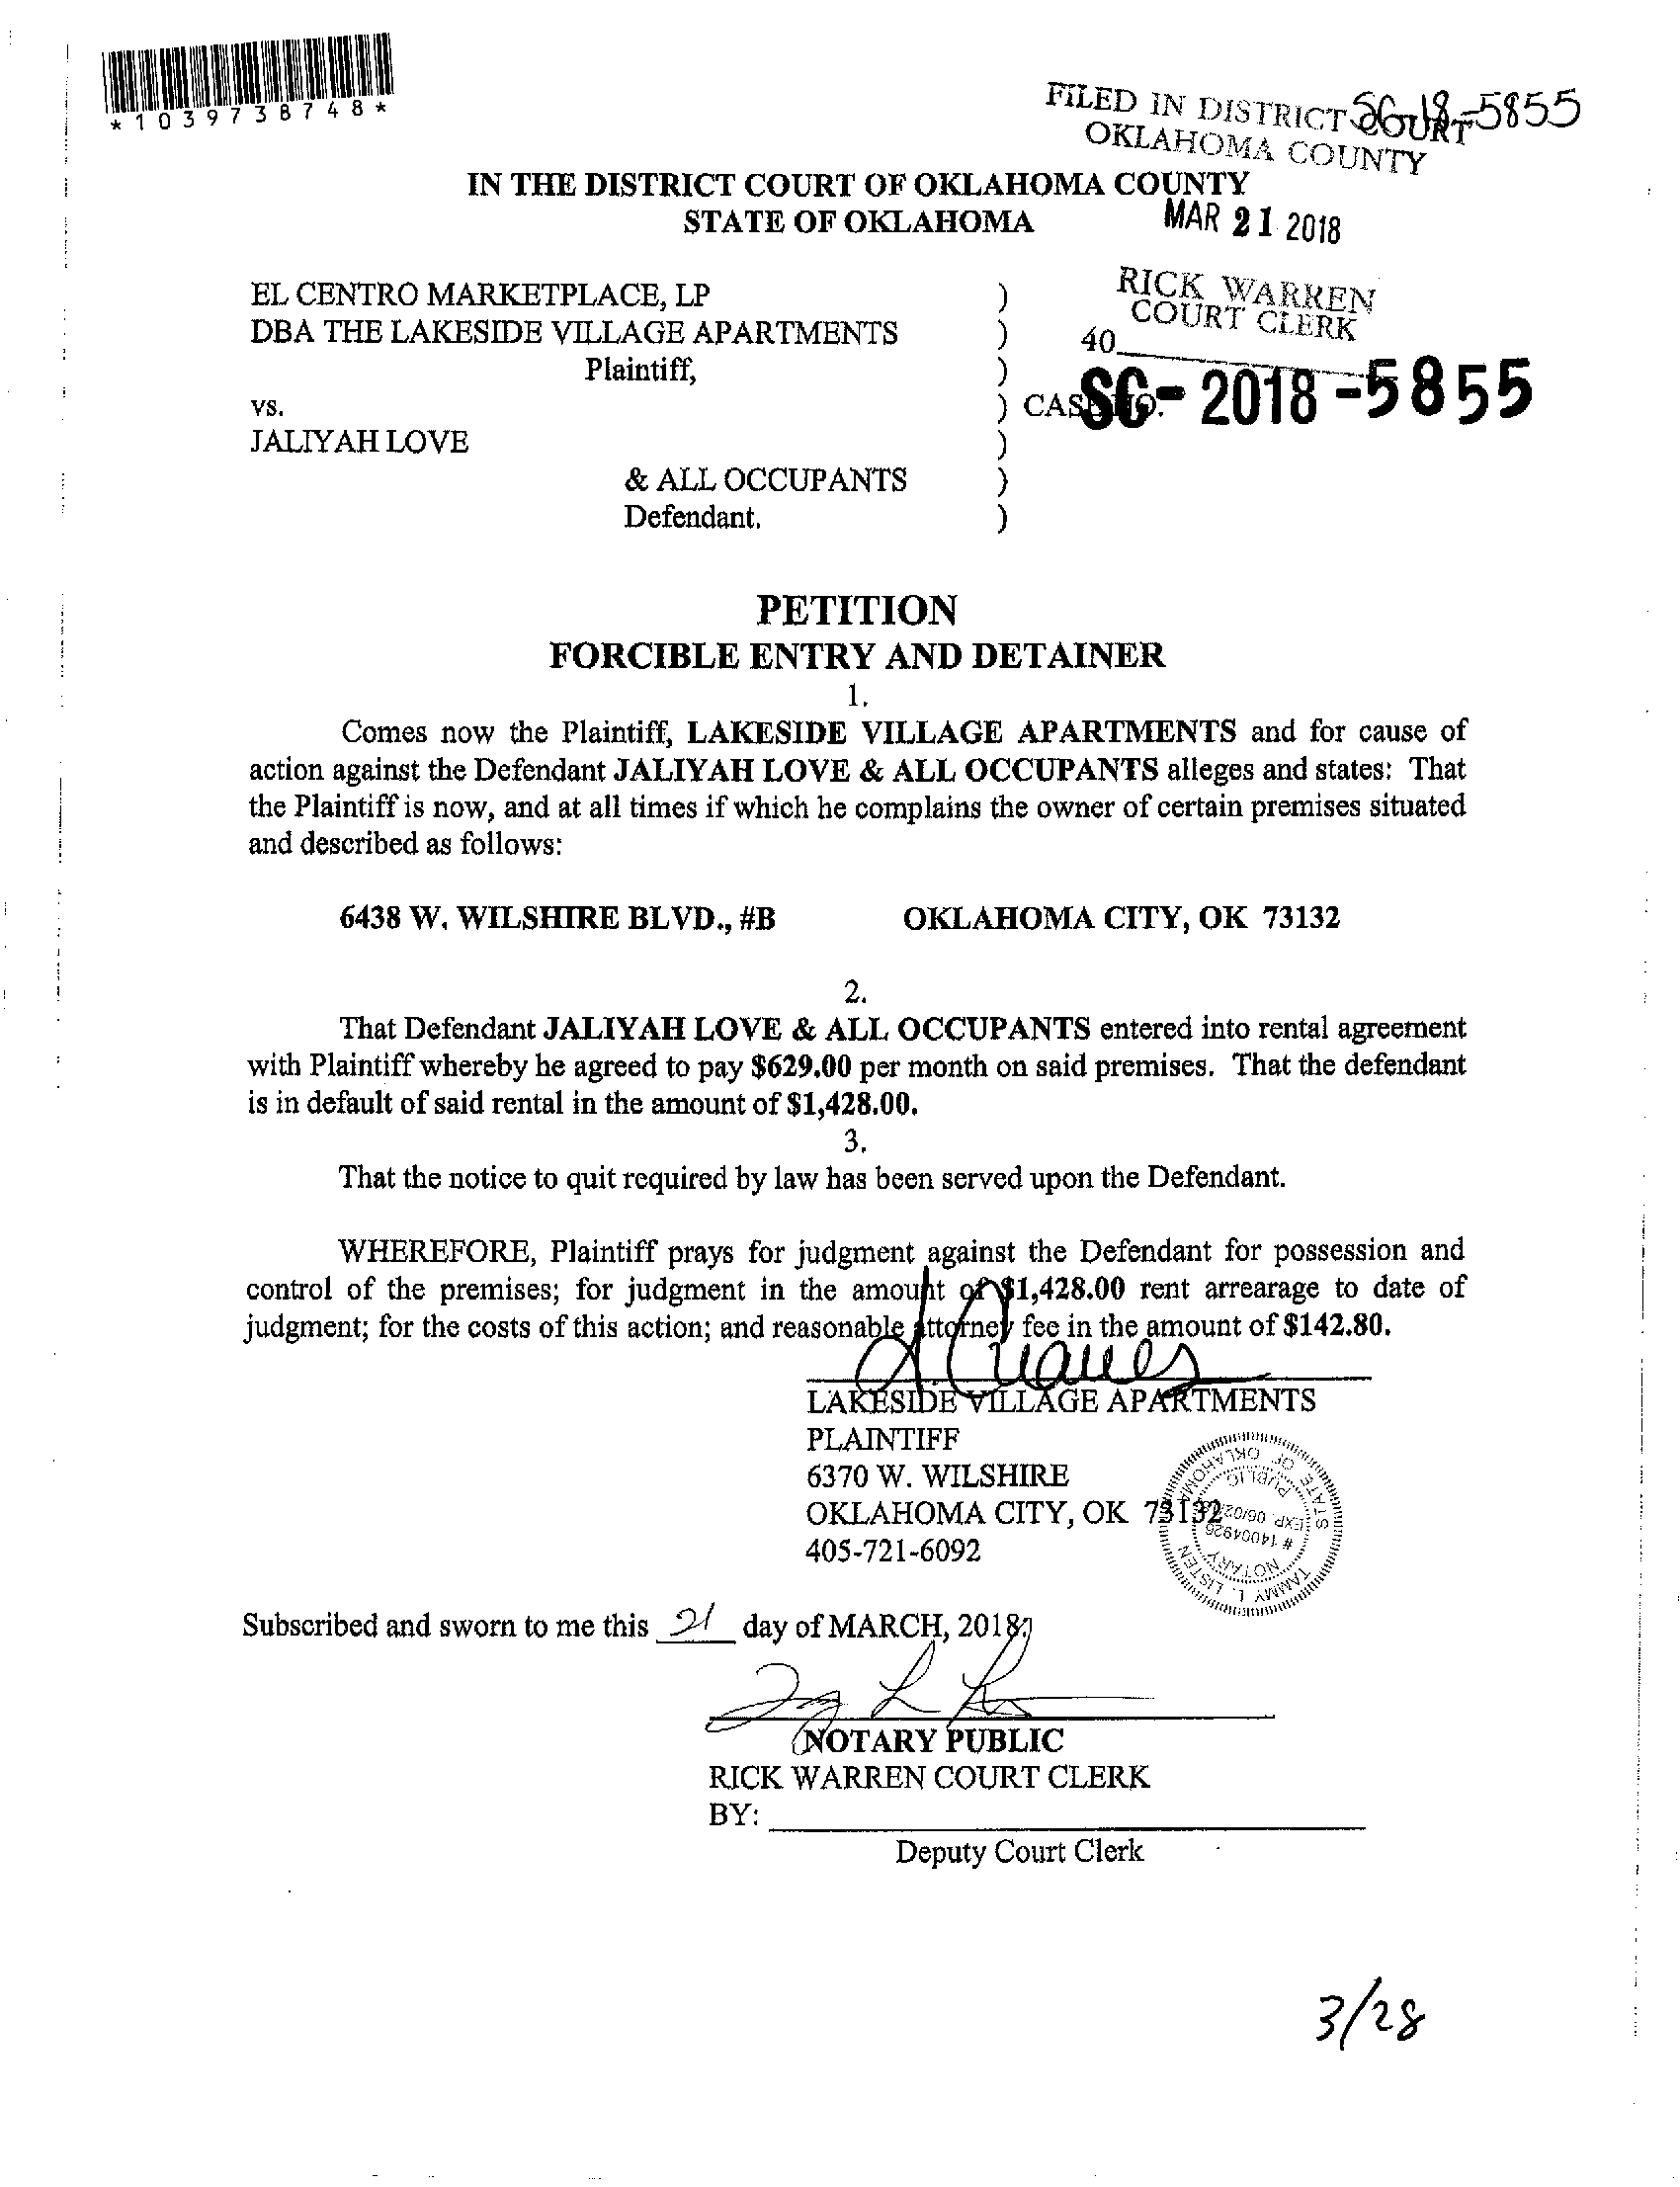 *1039738748*
SC-18-5855
FILED IN DISTRICT COURT
OKLAHOMA COUNTY
IN THE DISTRICT COURT OF OKLAHOMA COUNTY
STATE OF OKLAHOMA
MAR 21 2018
RICK WARREN
COURT CLERK
40
EL CENTRO MARKETPLACE, LP )
DBA THE LAKESIDE VILLAGE APARTMENTS )
Plaintiff, )
vs. ) CASE NO. SC-2018-5855
JALIYAH LOVE )
& ALL OCCUPANTS )
Defendant. )
PETITION
FORCIBLE ENTRY AND DETAINER
1.
Comes now the Plaintiff, LAKESIDE VILLAGE APARTMENTS and for cause of
action against the Defendant JALIYAH LOVE & ALL OCCUPANTS alleges and states: That
the Plaintiff is now, and at all times if which he complains the owner of certain premises situated
and described as follows:
6438 W. WILSHIRE BLVD., #B OKLAHOMA CITY, OK 73132
2.
That Defendant JALIYAH LOVE & ALL OCCUPANTS entered into rental agreement
with Plaintiff whereby he agreed to pay $629.00 per month on said premises. That the defendant
is in default of said rental in the amount of $1,428.00.
3.
That the notice to quit required by law has been served upon the Defendant.
WHEREFORE, Plaintiff prays for judgment against the Defendant for possession and
control of the premises; for judgment in the amount of $1,428.00 rent arrearage to date of
judgment; for the costs of this action; and reasonable attorney fee in the amount of $142.80.
LAKESIDE VILLAGE APARTMENTS
PLAINTIFF
6370 W. WILSHIRE
OKLAHOMA CITY, OK 73132
405-721-6092
TAMMY L. LISTEN
NOTARY
# 14004926
EXP. 06/02
PUBLIC
STATE OF OKLAHOMA
Subscribed and sworn to me this 21 day of MARCH, 2018.
NOTARY PUBLIC
RICK WARREN COURT CLERK
BY:
Deputy Court Clerk
3/28